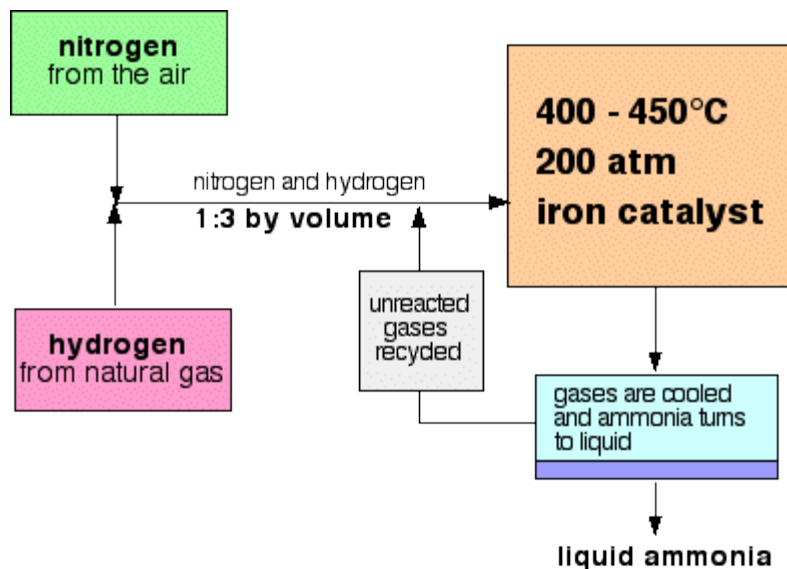 nitrogen
from the air
400 - 450°C
200 atm
iron catalyst
nitrogen and hydrogen
1:3 by volume
unreacted
gases
recycled
hydrogen
from natural gas
gases are cooled
and ammonia turns
to liquid
liquid ammonia